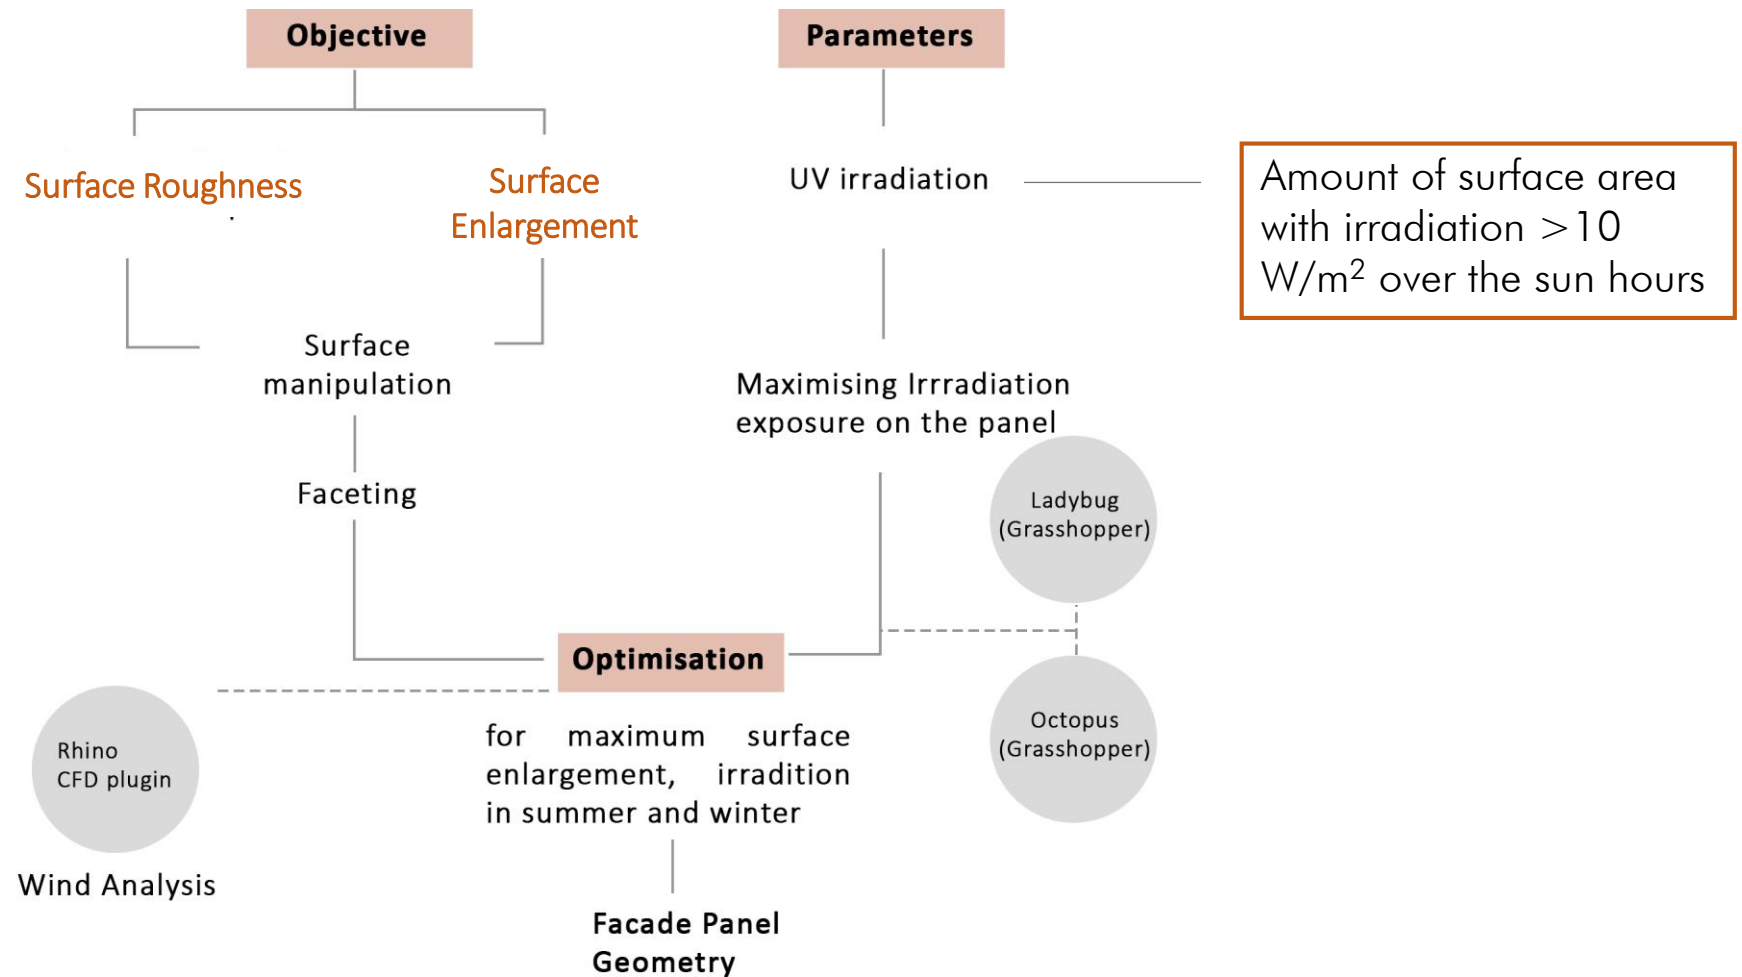 Objective
Parameters
Surface Roughness
Surface
Enlargement
UV irradiation
Amount of surface area
with irradiation >10
W/m² over the sun hours
Surface
manipulation
Maximising Irrradiation
exposure on the panel
Faceting
Ladybug
(Grasshopper)
Optimisation
for maximum surface
enlargement, irradition
in summer and winter
Octopus
(Grasshopper)
Rhino
CFD plugin
Wind Analysis
Facade Panel
Geometry